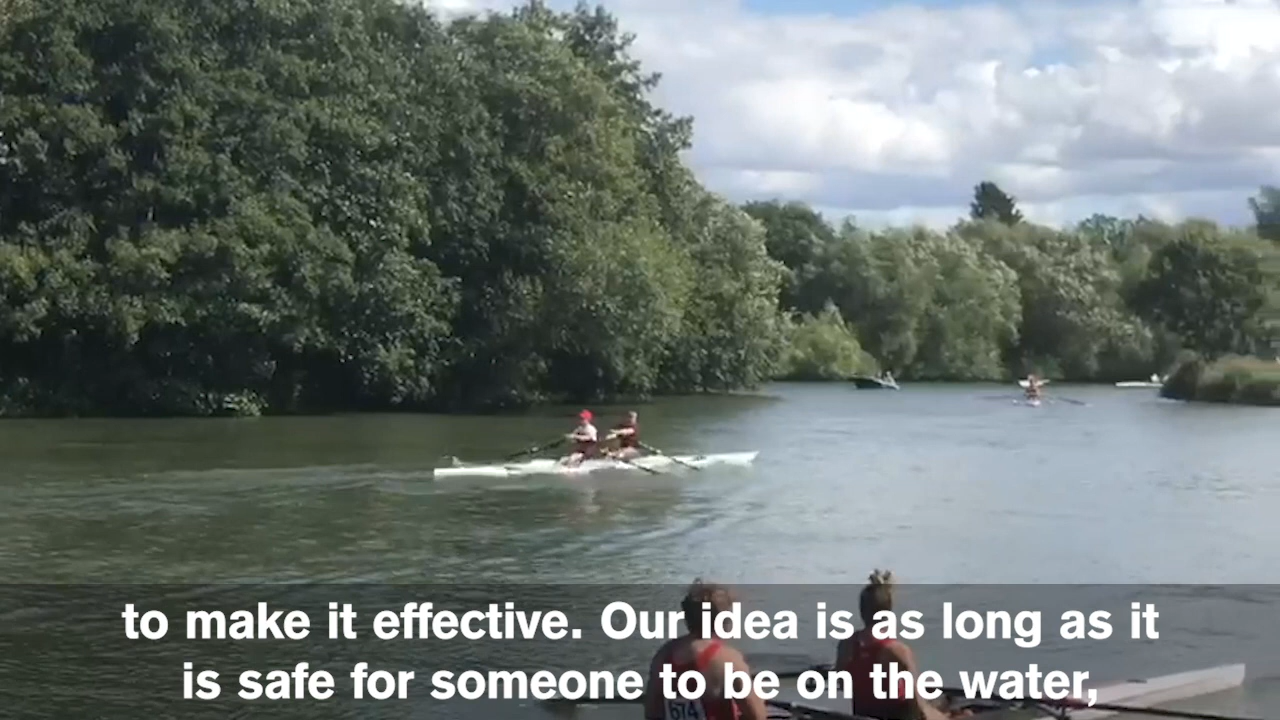 to make it effective. Our idea is as long as it
is safe for someone to be on the water,
674